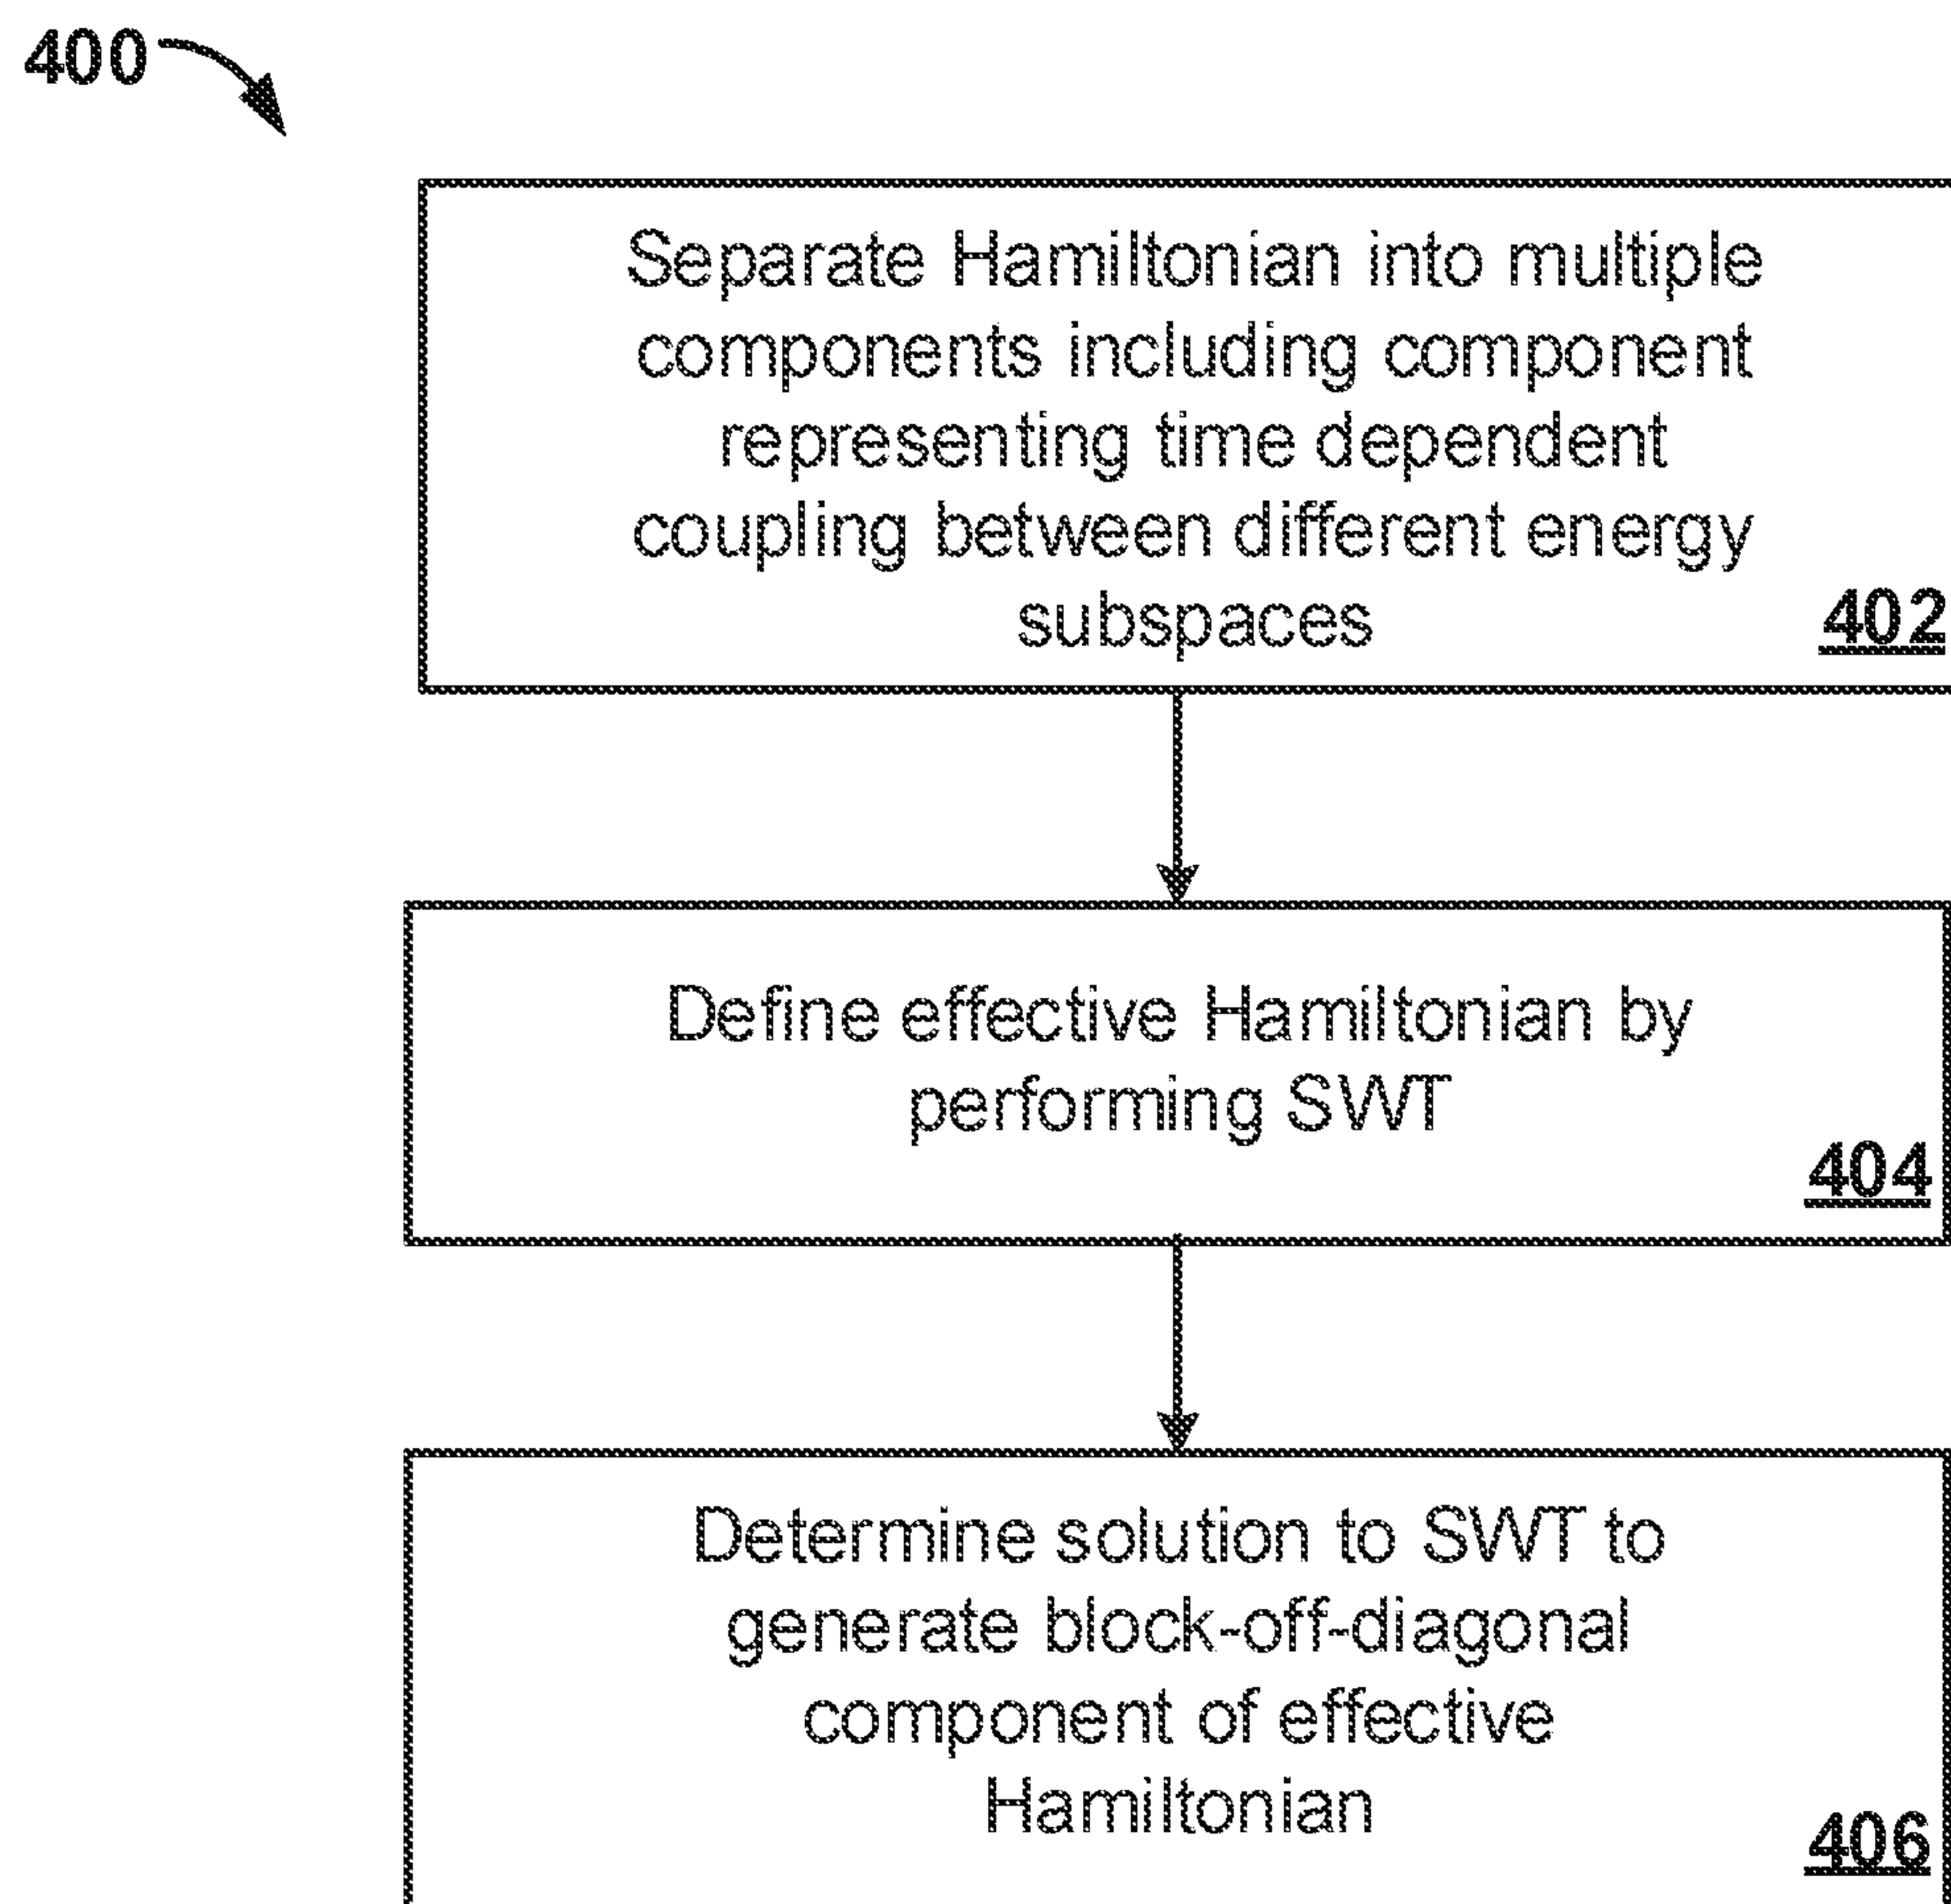 400
Separate Hamiltonian into multiple
components including component
representing time dependent
coupling between different energy
subspaces
402
Define effective Hamiltonian by
performing SWT
404
Determine solution to SWT to
generate block-off-diagonal
component of effective
Hamiltonian
406